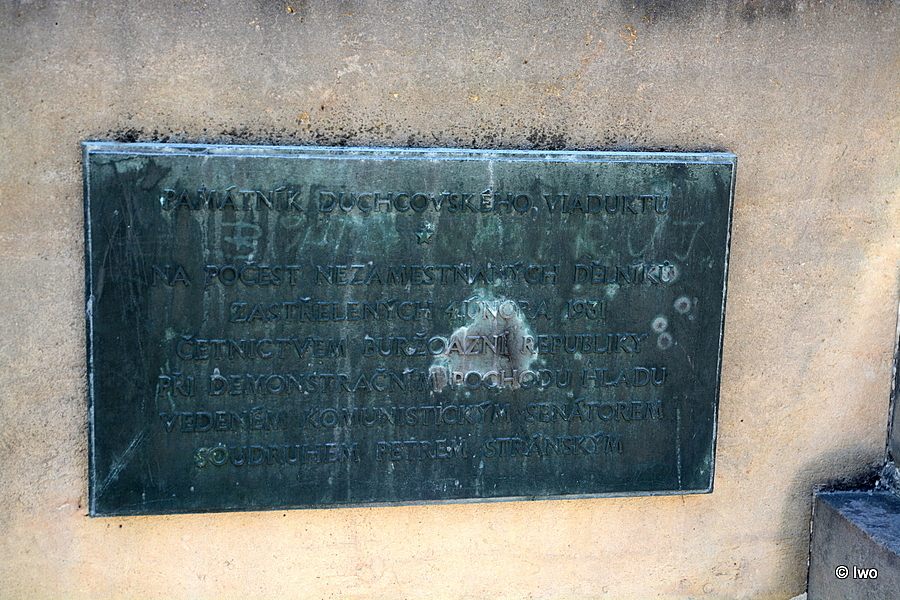 PAMÁTNÍK DUCHCOVSKÉHO VIADUKTU
NA POČEST NEZAMESTNANÝCH DĚLNÍKŮ
ZASTŘELENÝCH 4. ÚNORA 1931
ČETNICTVEM BURŽOAZNÍ REPUBLIKY
PŘI DEMONSTRAČNÍM POCHODU HLADU
VEDENÉM KOMUNISTICKÝM SENÁTOREM
SOUDRUHEM PETREM STRÁNSKÝM
© Iwo